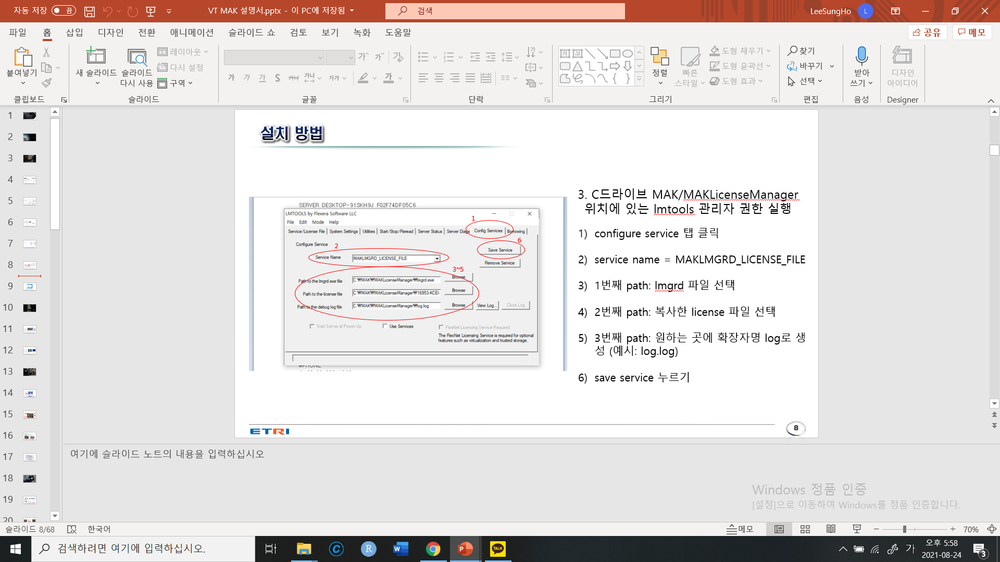 자동 저장 끔
VT MAK 설명서.pptx - 이 PC에 저장됨
검색
LeeSungHo L
파일 홈 삽입 디자인 전환 애니메이션 슬라이드 쇼 검토 보기 녹화 도움말
공유 메모
붙여넣기
클립보드
새 슬라이드
슬라이드 다시 사용
레이아웃
다시 설정
구역
슬라이드
글꼴
단락
정렬
빠른 스타일
도형 채우기
도형 윤곽선
도형 효과
그리기
찾기
바꾸기
선택
편집
받아쓰기
음성
디자인 아이디어
Designer
1
2
3
4
5
6
7
8
9
10
11
12
13
14
15
16
17
18
19
20
설치 방법
SERVER DESKTOP-91SKH9J F02F74DF05C6
LMTOOLS by Flexera Software LLC
File Edit Mode Help
1
Service/License File System Settings Utilities Start/Stop/Reread Server Status Server Diags Config Services Borrowing
Configure Service
2
6
Service Name MAKLMGRD_LICENSE_FILE
Save Service
Remove Service
3~5
Path to the lmgrd.exe file C:₩MAK₩MAKLicenseManager₩lmgrd.exe Browse
Path to the license file C:₩MAK₩MAKLicenseManager₩16953-KCEI- Browse
Path to the debug log file C:₩MAK₩MAKLicenseManager₩log.log Browse View Log... Close Log
Start Server at Power Up Use Services FlexNet Licensing Service Required
The FlexNet Licensing Service is required for optional
features such as virtualization and trusted storage.
#PHONE
3. C드라이브 MAK/MAKLicenseManager
위치에 있는 lmtools 관리자 권한 실행
1) configure service 탭 클릭
2) service name = MAKLMGRD_LICENSE_FILE
3) 1번째 path: lmgrd 파일 선택
4) 2번째 path: 복사한 license 파일 선택
5) 3번째 path: 원하는 곳에 확장자명 log로 생
성 (예시: log.log)
6) save service 누르기
ETRI
8
여기에 슬라이드 노트의 내용을 입력하십시오
Windows 정품 인증
[설정]으로 이동하여 Windows를 정품 인증합니다.
슬라이드 8/68 한국어
메모
70%
검색하려면 여기에 입력하십시오.
TALK
가
오후 5:58
2021-08-24
3